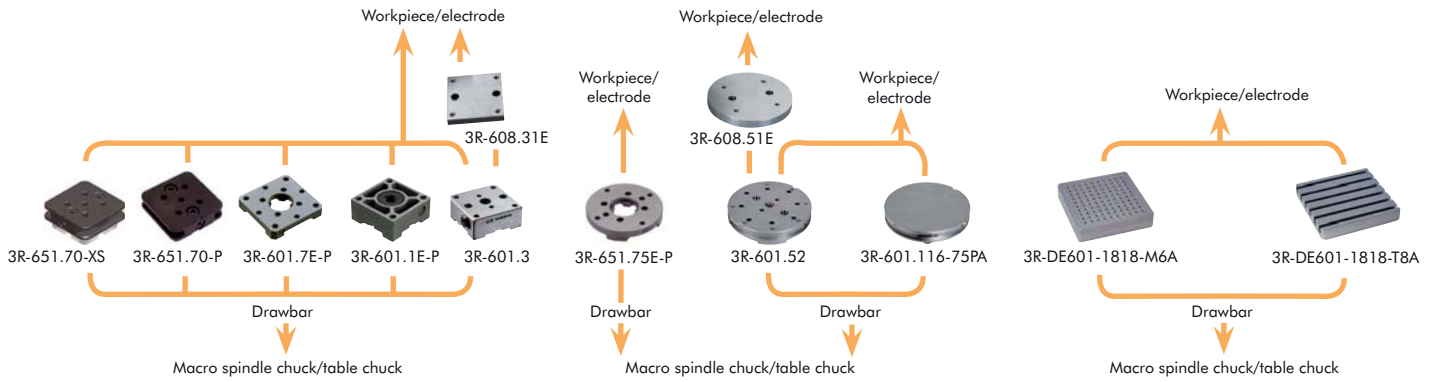 Workpiece/electrode
Workpiece/electrode
Workpiece/
electrode
Workpiece/
electrode
Workpiece/electrode
3R-608.31E
3R-608.51E
3R-651.70-XS
3R-651.70-P
3R-601.7E-P
3R-601.1E-P
3R-601.3
3R-651.75E-P
3R-601.52
3R-601.116-75PA
3R-DE601-1818-M6A
3R-DE601-1818-T8A
Drawbar
Drawbar
Drawbar
Drawbar
Macro spindle chuck/table chuck
Macro spindle chuck/table chuck
Macro spindle chuck/table chuck